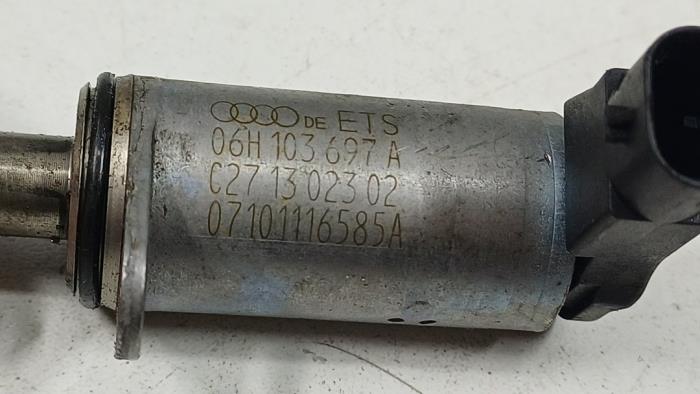 DE ETS
06H 103 697 A
C27 13 023 02
07101116585A